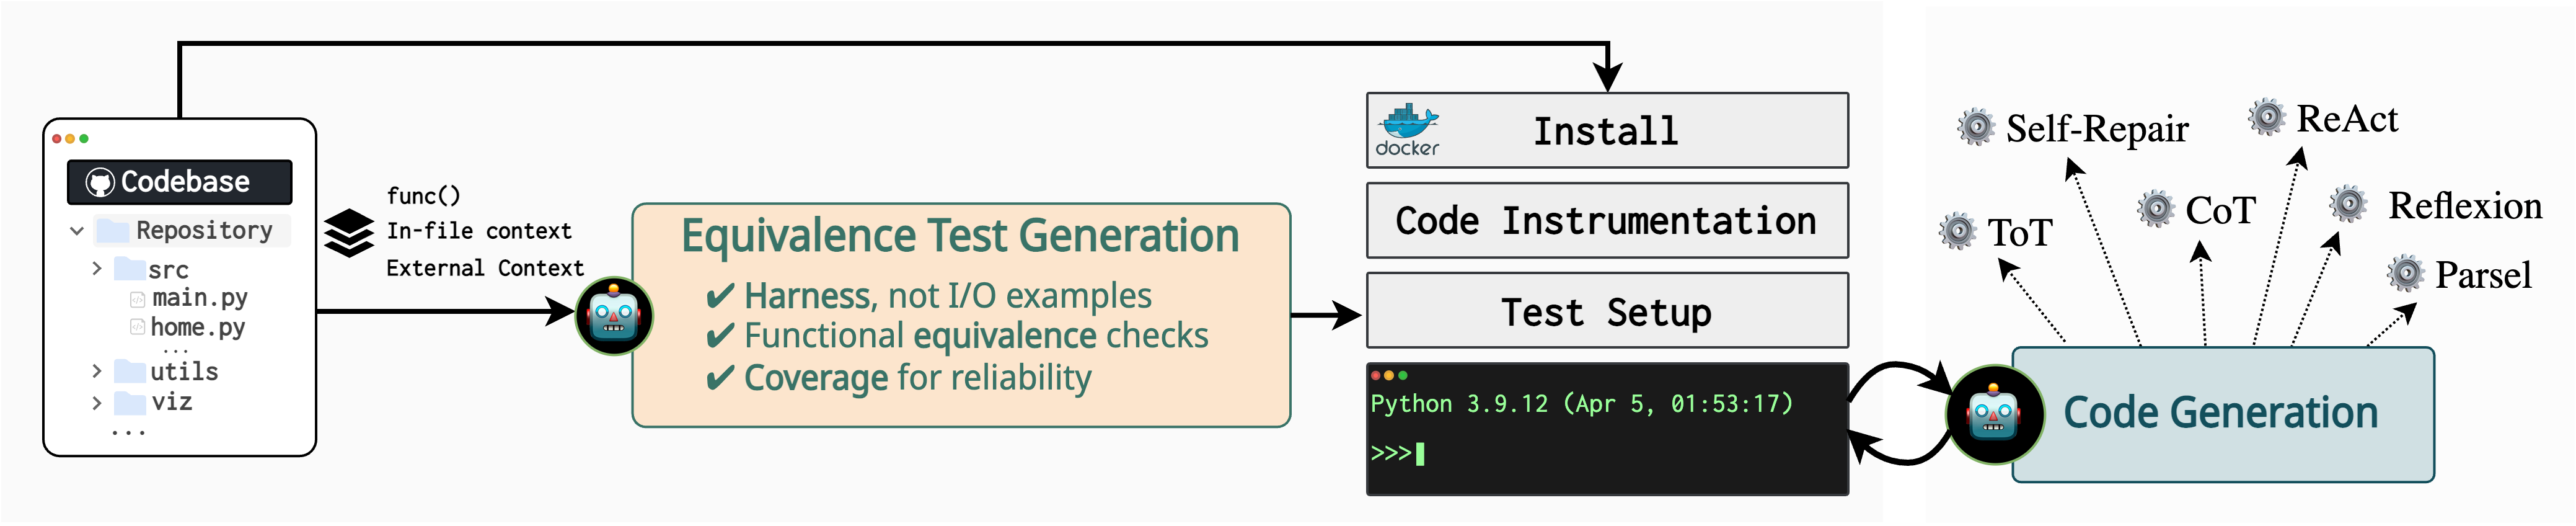 Codebase
Repository
src
main.py
home.py
...
utils
viz
...
func()
In-file context
External Context
Equivalence Test Generation
✔ Harness, not I/O examples
✔ Functional equivalence checks
✔ Coverage for reliability
docker
Install
Code Instrumentation
Test Setup
Python 3.9.12 (Apr 5, 01:53:17)
>>>
Self-Repair
ReAct
ToT
CoT
Reflexion
Parsel
Code Generation